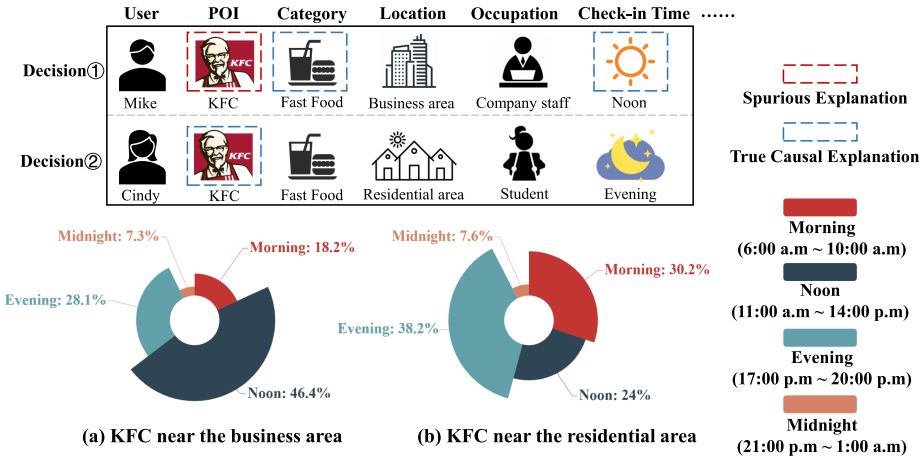 User POI Category Location Occupation Check-in Time ······
Decision① KFC
Mike KFC Fast Food Business area Company staff Noon
Decision② KFC
Cindy KFC Fast Food Residential area Student Evening
Spurious Explanation
True Causal Explanation
Morning
(6:00 a.m ~ 10:00 a.m)
Noon
(11:00 a.m ~ 14:00 p.m)
Evening
(17:00 p.m ~ 20:00 p.m)
Midnight
(21:00 p.m ~ 1:00 a.m)
Midnight: 7.3%
Morning: 18.2%
Evening: 28.1%
Noon: 46.4%
(a) KFC near the business area
Midnight: 7.6%
Morning: 30.2%
Evening: 38.2%
Noon: 24%
(b) KFC near the residential area